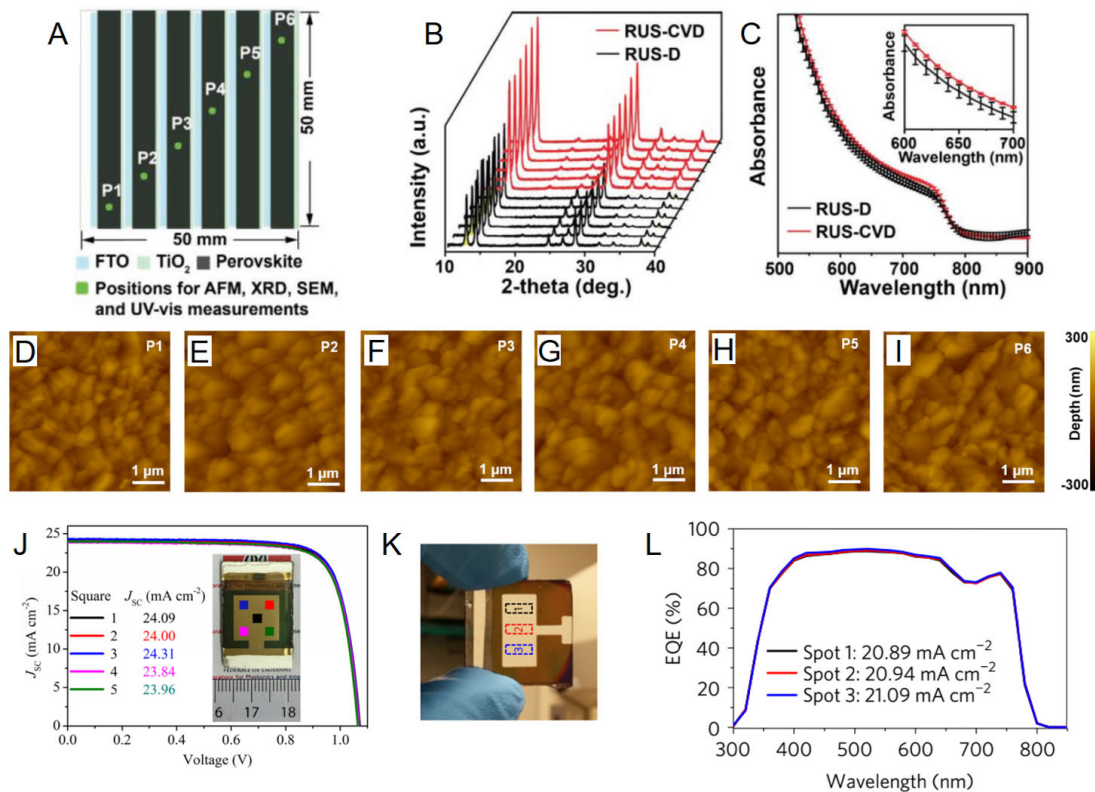 A
P1
P2
P3
P4
P5
P6
50 mm
50 mm
FTO TiO₂ Perovskite
Positions for AFM, XRD, SEM,
and UV-vis measurements
B
RUS-CVD
RUS-D
Intensity (a.u.)
10 15 20 25 30 35 40
2-theta (deg.)
C
Absorbance
Absorbance
600 650 700
Wavelength (nm)
RUS-D
RUS-CVD
500 600 700 800 900
Wavelength (nm)
D P1
1 µm
E P2
1 µm
F P3
1 µm
G P4
1 µm
H P5
1 µm
I P6
1 µm
300
Depth (nm)
-300
J
25
20
15
10
5
0
J_SC (mA cm⁻²)
Square J_SC (mA cm⁻²)
1 24.09
2 24.00
3 24.31
4 23.84
5 23.96
6 17 18
0.0 0.2 0.4 0.6 0.8 1.0
Voltage (V)
K
1
2
3
L
100
80
60
40
20
0
EQE (%)
Spot 1: 20.89 mA cm⁻²
Spot 2: 20.94 mA cm⁻²
Spot 3: 21.09 mA cm⁻²
300 400 500 600 700 800
Wavelength (nm)